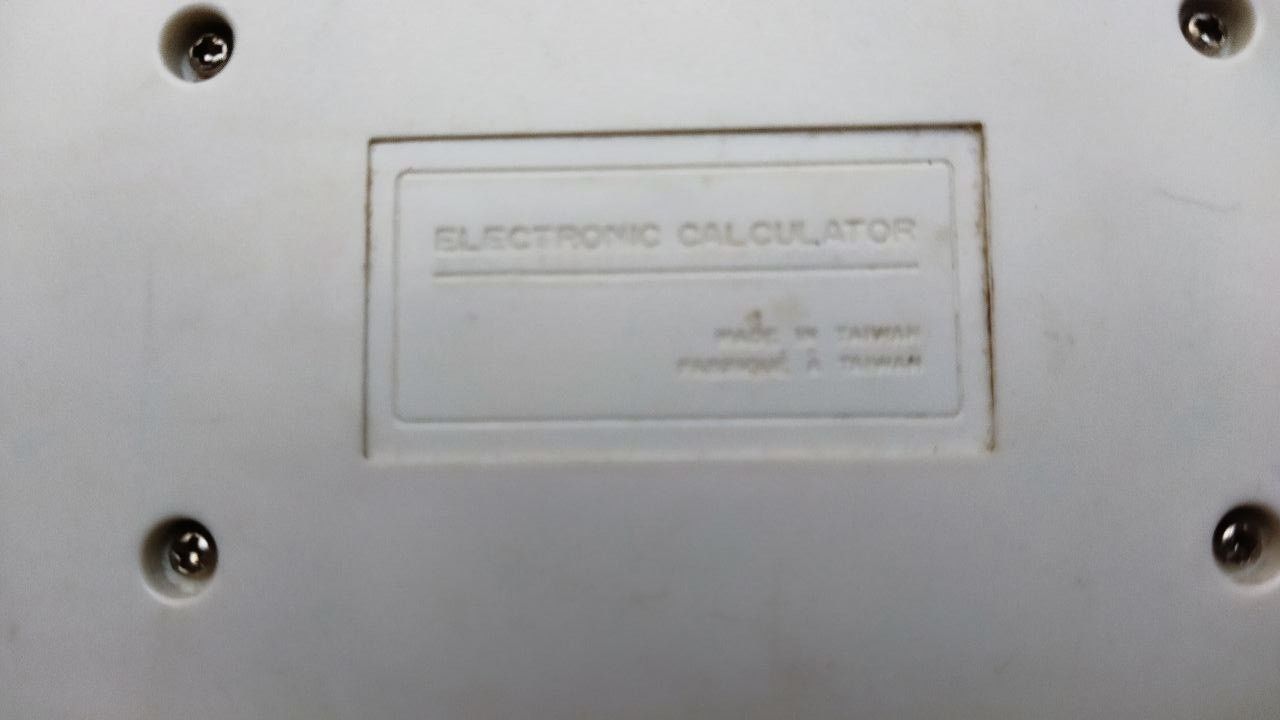 ELECTRONIC CALCULATOR
MADE IN TAIWAN
FABRIQUÉ À TAIWAN